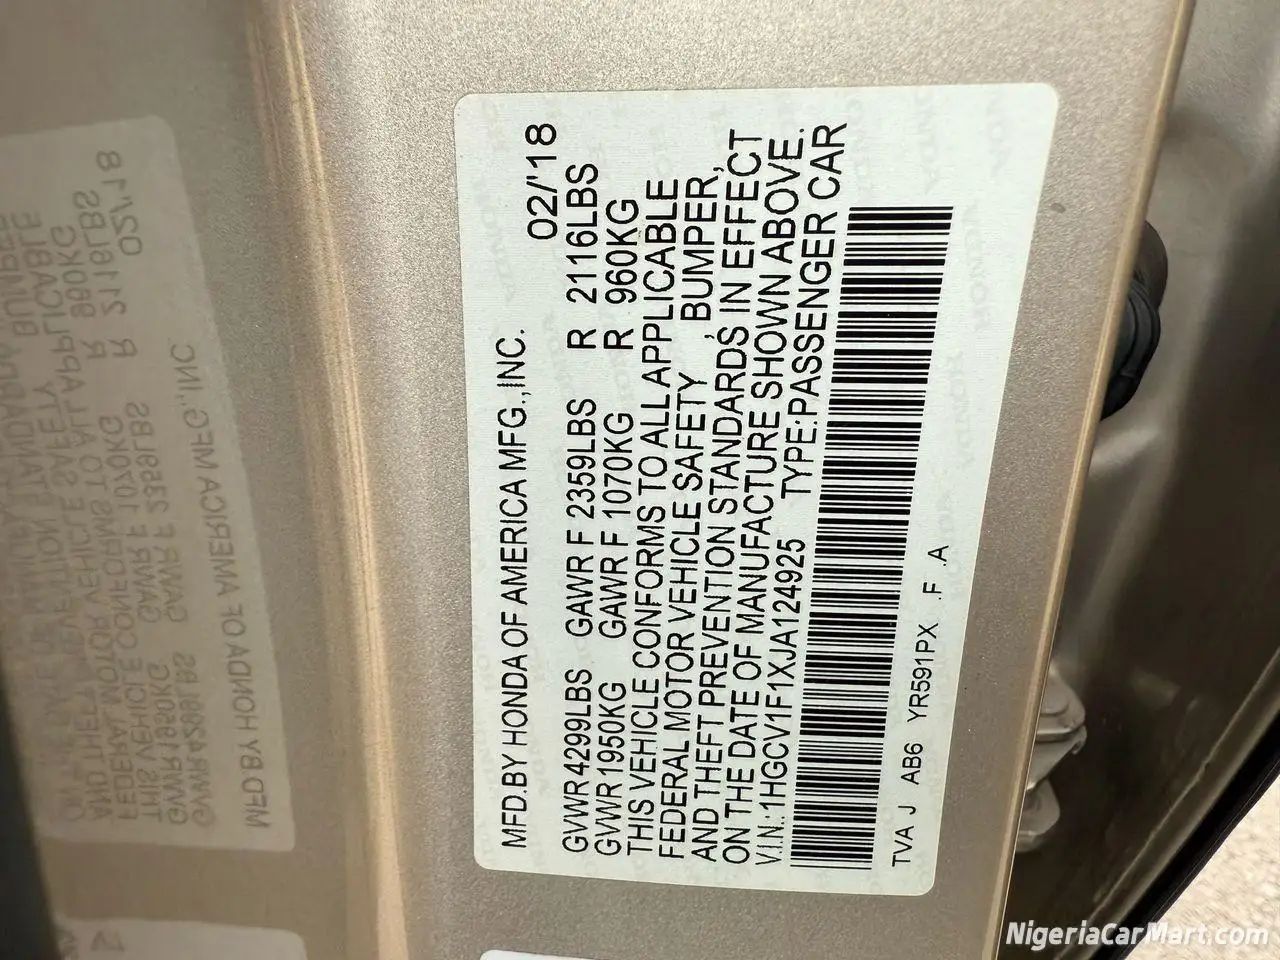 MFD.BY HONDA OF AMERICA MFG.,INC. 02/'18
GVWR 4299LBS GAWR F 2359LBS R 2116LBS
GVWR 1950KG GAWR F 1070KG R 960KG
THIS VEHICLE CONFORMS TO ALL APPLICABLE
FEDERAL MOTOR VEHICLE SAFETY, BUMPER,
AND THEFT PREVENTION STANDARDS IN EFFECT
ON THE DATE OF MANUFACTURE SHOWN ABOVE.
V.I.N.:1HGCV1F1XJA124925 TYPE:PASSENGER CAR
TVA J AB6 YR591PX .F .A
NigeriaCarMart.com